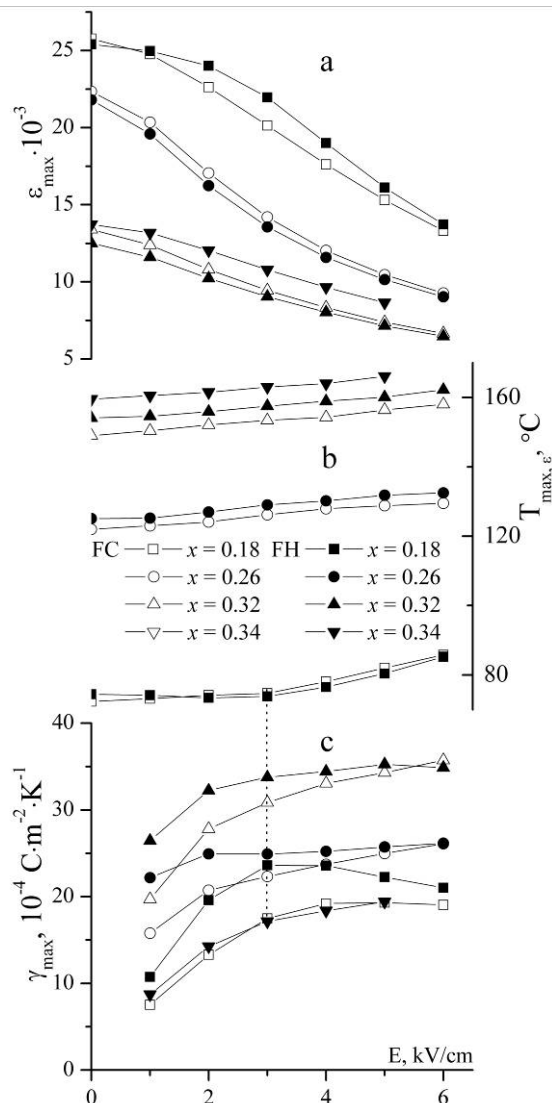 a
25
20
15
10
5
ε_max·10⁻³
b
160
120
80
T_max, ε, °C
FC x = 0.18 FH x = 0.18
x = 0.26 x = 0.26
x = 0.32 x = 0.32
x = 0.34 x = 0.34
c
40
30
20
10
0
γ_max, 10⁻⁴ C·m⁻²·K⁻¹
E, kV/cm
0 2 4 6